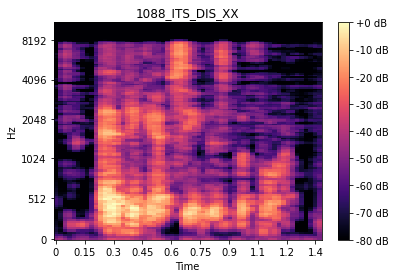 1088_ITS_DIS_XX
+0 dB
8192
-10 dB
4096
-20 dB
-30 dB
2048
Hz
-40 dB
1024
-50 dB
512
-60 dB
-70 dB
0
-80 dB
0 0.15 0.3 0.45 0.6 0.75 0.9 1.1 1.2 1.4
Time